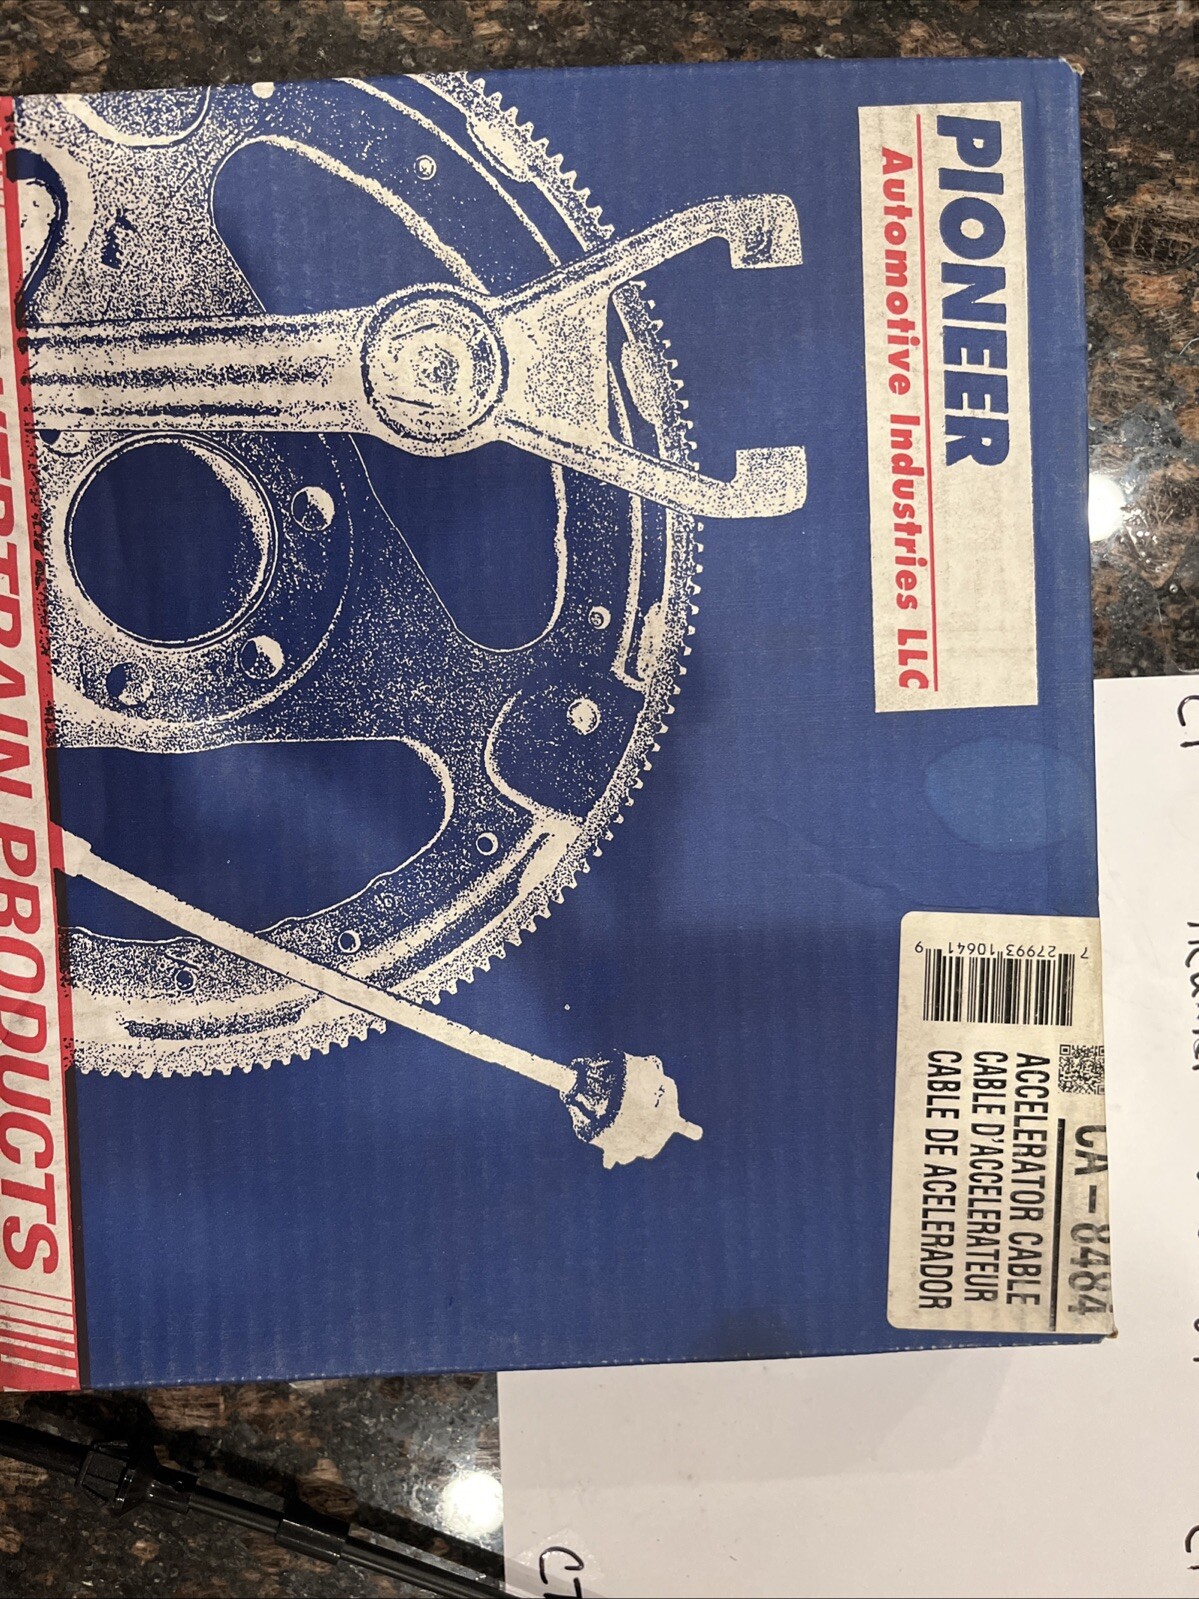 PIONEER
Automotive Industries LLC
7 27993 10641 9
CA-8484
ACCELERATOR CABLE
CABLE D'ACCELERATEUR
CABLE DE ACELERADOR
PRODUCTS